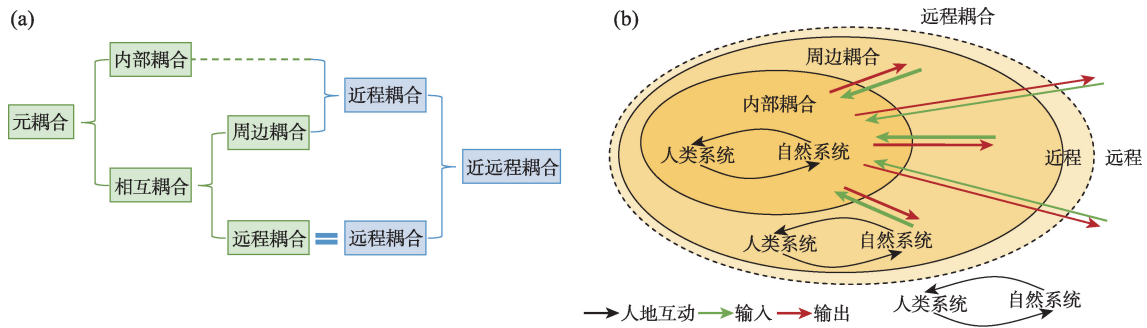 (a)
内部耦合
近程耦合
元耦合
周边耦合
近远程耦合
相互耦合
远程耦合
远程耦合
(b)
远程耦合
周边耦合
内部耦合
人类系统
自然系统
近程
远程
人类系统
自然系统
人类系统
自然系统
人地互动
输入
输出